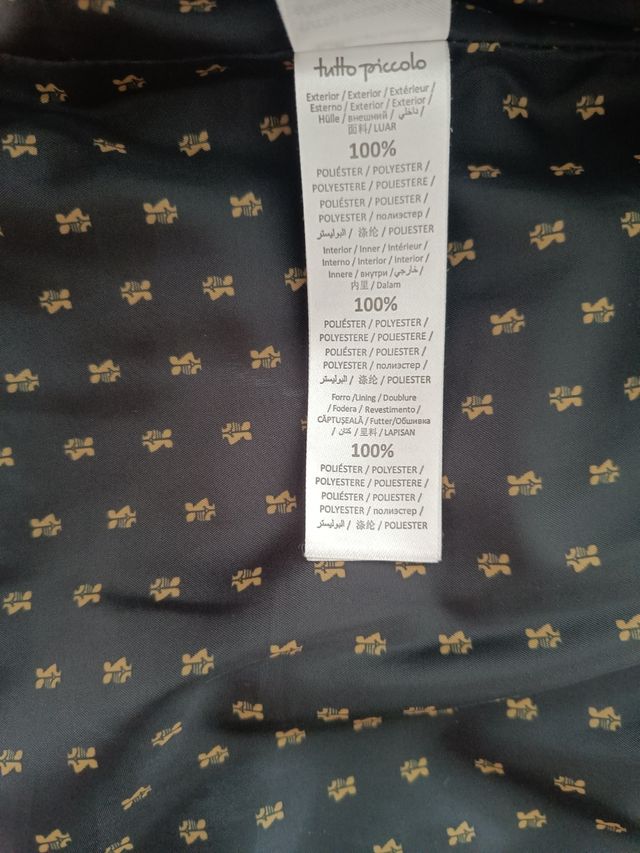 tutto piccolo
Exterior / Exterior / Extérieur /
Esterno / Exterior / Exterior /
Hülle / внешний / داخلي /
面料/ LUAR
100%
POLIÉSTER / POLYESTER /
POLYESTERE / POLIESTERE /
POLIÉSTER / POLIESTER /
POLYESTER / полиэстер /
البوليستر / 涤纶 / POLIESTER
Interior / Inner / Intérieur /
Interno / Interior / Interior /
Innere / внутри / خارجي /
内里 / Dalam
100%
POLIÉSTER / POLYESTER /
POLYESTERE / POLIESTERE /
POLIÉSTER / POLIESTER /
POLYESTER / полиэстер /
البوليستر / 涤纶 / POLIESTER
Forro /Lining / Doublure
/ Fodera / Revestimento /
CĂPTUȘEALĂ / Futter/Обшивка
/ كتان / 里料 / LAPISAN
100%
POLIÉSTER / POLYESTER /
POLYESTERE / POLIESTERE /
POLIÉSTER / POLIESTER /
POLYESTER / полиэстер /
البوليستر / 涤纶 / POLIESTER